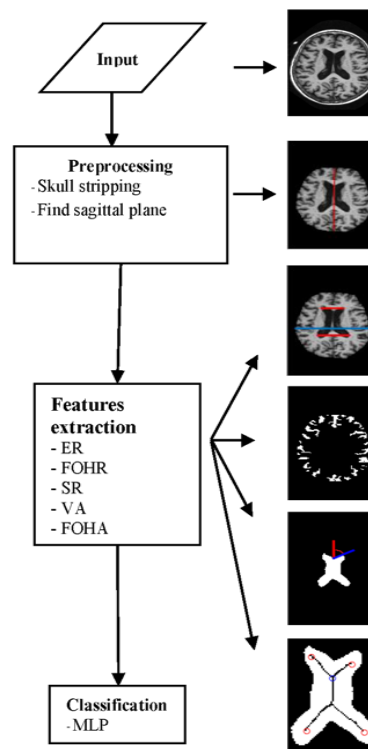 Input
Preprocessing
- Skull stripping
- Find sagittal plane
Features
extraction
- ER
- FOHR
- SR
- VA
- FOHA
Classification
-MLP